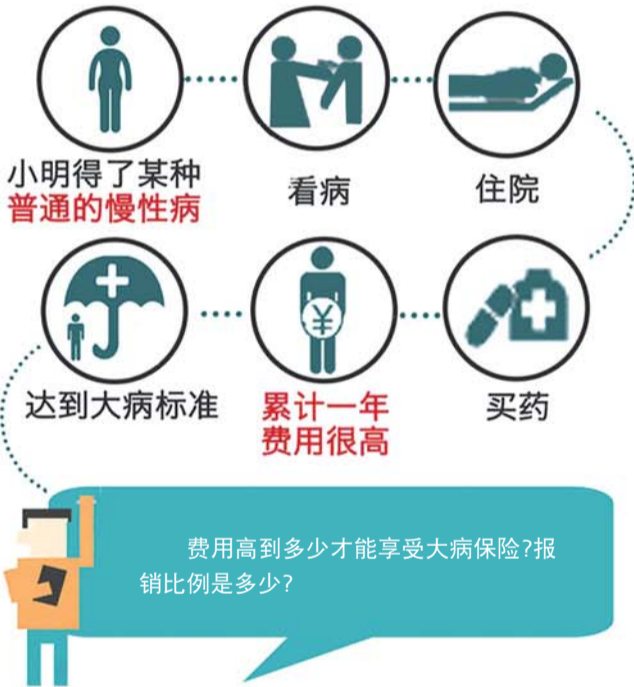 小明得了某种
普通的慢性病
看病
住院
买药
累计一年
费用很高
达到大病标准
费用高到多少才能享受大病保险?报
销比例是多少?